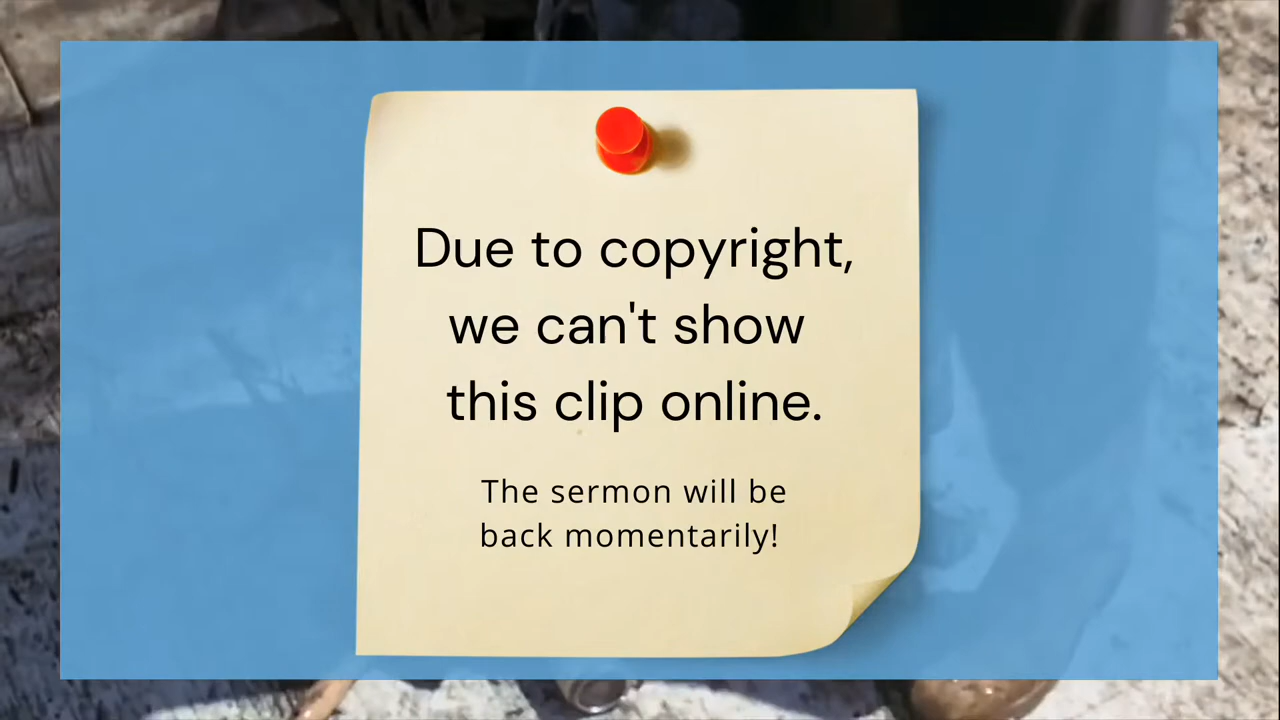 Due to copyright,
we can't show
this clip online.
The sermon will be
back momentarily!